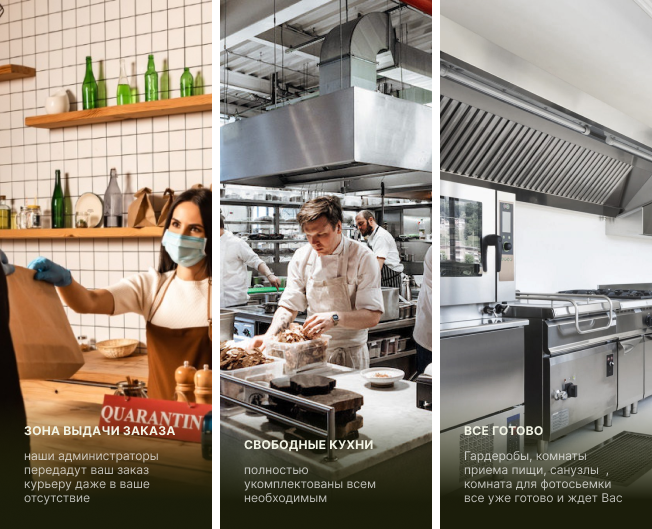 QUARANTIN
ЗОНА ВЫДАЧИ ЗАКАЗА
наши администраторы
передадут ваш заказ
курьеру даже в ваше
отсутствие
СВОБОДНЫЕ КУХНИ
полностью
укомплектованы всем
необходимым
ВСЕ ГОТОВО
Гардеробы, комнаты
приема пищи, санузлы ,
комната для фотосьемки
все уже готово и ждет Вас